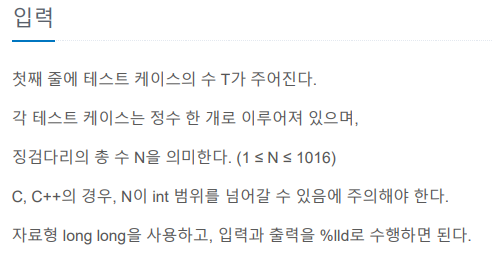 입력
첫째 줄에 테스트 케이스의 수 T가 주어진다.
각 테스트 케이스는 정수 한 개로 이루어져 있으며,
징검다리의 총 수 N을 의미한다. (1 ≤ N ≤ 1016)
C, C++의 경우, N이 int 범위를 넘어갈 수 있음에 주의해야 한다.
자료형 long long을 사용하고, 입력과 출력을 %lld로 수행하면 된다.